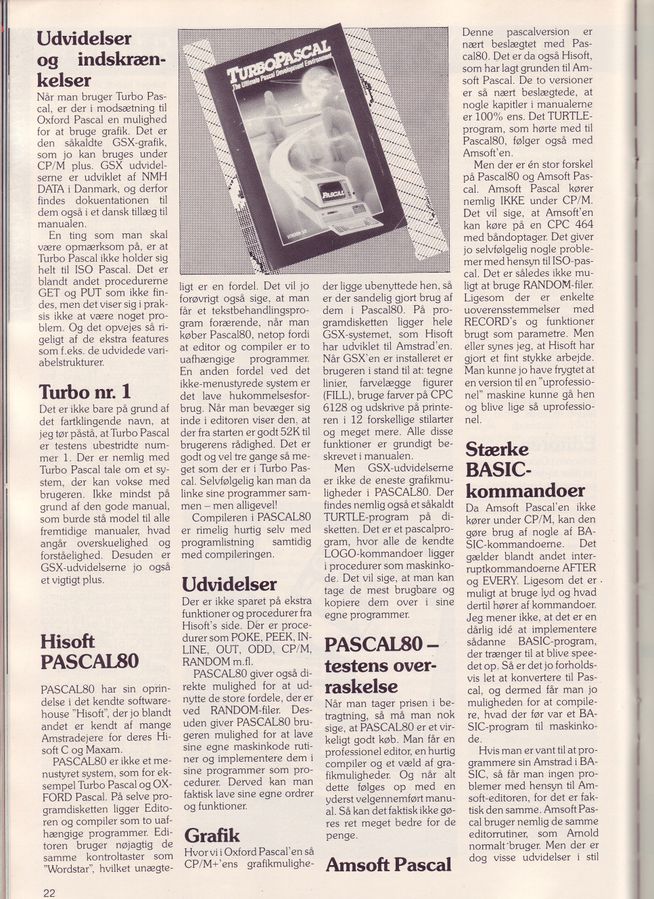 Udvidelser
og indskræn-
kelser
Når man bruger Turbo Pas-
cal, er der i modsætning til
Oxford Pascal en mulighed
for at bruge grafik. Det er
den såkaldte GSX-grafik,
som jo kan bruges under
CP/M plus. GSX udvidel-
serne er udviklet af NMH
DATA i Danmark, og derfor
findes dokuentationen til
dem også i et dansk tillæg til
manualen.
En ting som man skal
være opmærksom på, er at
Turbo Pascal ikke holder sig
helt til ISO Pascal. Det er
blandt andet procedurerne
GET og PUT som ikke fin-
des, men det viser sig i prak-
sis ikke at være noget pro-
blem. Og det opvejes så ri-
geligt af de ekstra features
som f.eks. de udvidede vari-
abelstrukturer.
Turbo nr. 1
Det er ikke bare på grund af
det fartklingende navn, at
jeg tør påstå, at Turbo Pascal
er testens ubestridte num-
mer 1. Der er nemlig med
Turbo Pascal tale om et sy-
stem, der kan vokse med
brugeren. Ikke mindst på
grund af den gode manual,
som burde stå model til alle
fremtidige manualer, hvad
angår overskuelighed og
forståelighed. Desuden er
GSX-udvidelserne jo også
et vigtigt plus.
Hisoft
PASCAL80
PASCAL80 har sin oprin-
delse i det kendte software-
house "Hisoft", der jo blandt
andet er kendt af mange
Amstradejere for deres Hi-
soft C og Maxam.
PASCAL80 er ikke et me-
nustyret system, som for ek-
sempel Turbo Pascal og OX-
FORD Pascal. På selve pro-
gramdisketten ligger Edito-
ren og compiler som to uaf-
hængige programmer. Edi-
toren bruger nøjagtig de
samme kontroltaster som
"Wordstar", hvilket unægte-
22
TURBO PASCAL
The Ultimate Pascal Development Environment
PASCAL
ligt er en fordel. Det vil jo
forøvrigt også sige, at man
får et tekstbehandlingspro-
gram forærende, når man
køber Pascal80, netop fordi
at editor og compiler er to
uafhængige programmer.
En anden fordel ved det
ikke-menustyrede system er
det lave hukommelsesfor-
brug. Når man bevæger sig
inde i editoren viser den, at
der fra starten er godt 52K til
brugerens rådighed. Det er
godt og vel tre gange så me-
get som der er i Turbo Pas-
cal. Selvfølgelig kan man da
linke sine programmer sam-
men – men alligevel!
Compileren i PASCAL80
er rimelig hurtig selv med
programlistning samtidig
med compileringen.
Udvidelser
Der er ikke sparet på ekstra
funktioner og procedurer fra
Hisoft's side. Der er proce-
durer som POKE, PEEK, IN-
LINE, OUT, ODD, CP/M,
RANDOM m.fl.
PASCAL80 giver også di-
rekte mulighed for at ud-
nytte de store fordele, der er
ved RANDOM-filer. Des-
uden giver PASCAL80 bru-
geren mulighed for at lave
sine egne maskinkode ruti-
ner og implementere dem i
sine programmer som pro-
cedurer. Derved kan man
faktisk lave sine egne ordrer
og funktioner.
Grafik
Hvor vi i Oxford Pascal'en så
CP/M+'ens grafikmulighe-
der ligge ubenyttede hen, så
er der sandelig gjort brug af
dem i Pascal80. På pro-
gramdisketten ligger hele
GSX-systemet, som Hisoft
har udviklet til Amstrad'en.
Når GSX'en er installeret er
brugeren i stand til at: tegne
linier, farvelægge figurer
(FILL), bruge farver på CPC
6128 og udskrive på printe-
ren i 12 forskellige stilarter
og meget mere. Alle disse
funktioner er grundigt be-
skrevet i manualen.
Men GSX-udvidelserne
er ikke de eneste grafikmu-
ligheder i PASCAL80. Der
findes nemlig også et såkaldt
TURTLE-program på di-
sketten. Det er et pascalpro-
gram, hvor alle de kendte
LOGO-kommandoer ligger
i procedurer som maskinko-
de. Det vil sige, at man kan
tage de mest brugbare og
kopiere dem over i sine
egne programmer.
PASCAL80 –
testens over-
raskelse
Når man tager prisen i be-
tragtning, så må man nok
sige, at PASCAL80 er et vir-
keligt godt køb. Man får en
professionel editor, en hurtig
compiler og et væld af gra-
fikmuligheder. Og når alt
dette følges op med en
yderst velgennemført manu-
al. Så kan det faktisk ikke gø-
res ret meget bedre for de
penge.
Amsoft Pascal
Denne pascalversion er
nært beslægtet med Pas-
cal80. Det er da også Hisoft,
som har lagt grunden til Am-
soft Pascal. De to versioner
er så nært beslægtede, at
nogle kapitler i manualerne
er 100% ens. Det TURTLE-
program, som hørte med til
Pascal80, følger også med
Amsoft'en.
Men der er én stor forskel
på Pascal80 og Amsoft Pas-
cal. Amsoft Pascal kører
nemlig IKKE under CP/M.
Det vil sige, at Amsoft'en
kan køre på en CPC 464
med båndoptager. Det giver
jo selvfølgelig nogle proble-
mer med hensyn til ISO-pas-
cal. Det er således ikke mu-
ligt at bruge RANDOM-filer.
Ligesom der er enkelte
uoverensstemmelser med
RECORD's og funktioner
brugt som parametre. Men
eller synes jeg, at Hisoft har
gjort et fint stykke arbejde.
Man kunne jo have frygtet at
en version til en "uprofessio-
nel" maskine kunne gå hen
og blive lige så uprofessio-
nel.
Stærke
BASIC-
kommandoer
Da Amsoft Pascal'en ikke
kører under CP/M, kan den
gøre brug af nogle af BA-
SIC-kommandoerne. Det
gælder blandt andet inter-
ruptkommandoerne AFTER
og EVERY. Ligesom det er
muligt at bruge lyd og hvad
dertil hører af kommandoer.
Jeg mener ikke, at det er en
dårlig idé at implementere
sådanne BASIC-program,
der trænger til at blive spee-
det op. Så er det jo forholds-
vis let at konvertere til Pas-
cal, og dermed får man jo
muligheden for at compile-
re, hvad der før var et BA-
SIC-program til maskinko-
de.
Hvis man er vant til at pro-
grammere sin Amstrad i BA-
SIC, så får man ingen pro-
blemer med hensyn til Am-
soft-editoren, for det er fak-
tisk den samme. Amsoft Pas-
cal bruger nemlig de samme
editorrutiner, som Arnold
normalt bruger. Men der er
dog visse udvidelser i stil